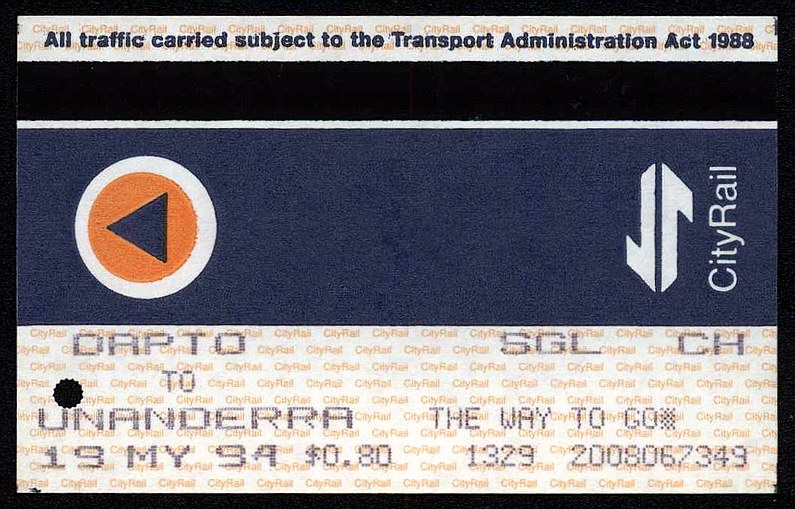 All traffic carried subject to the Transport Administration Act 1988
CityRail
DAPTO SGL CH
TO
UNANDERRA THE WAY TO GO
19 MY 94 $0.80 1329 2008067349